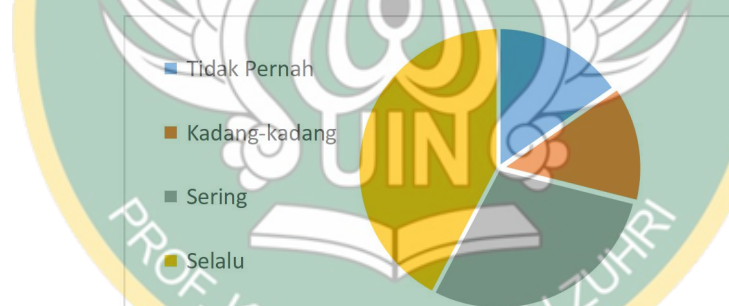 Tidak Pernah
Kadang-kadang
Sering
Selalu
UIN
PROF. K
ZUHRI